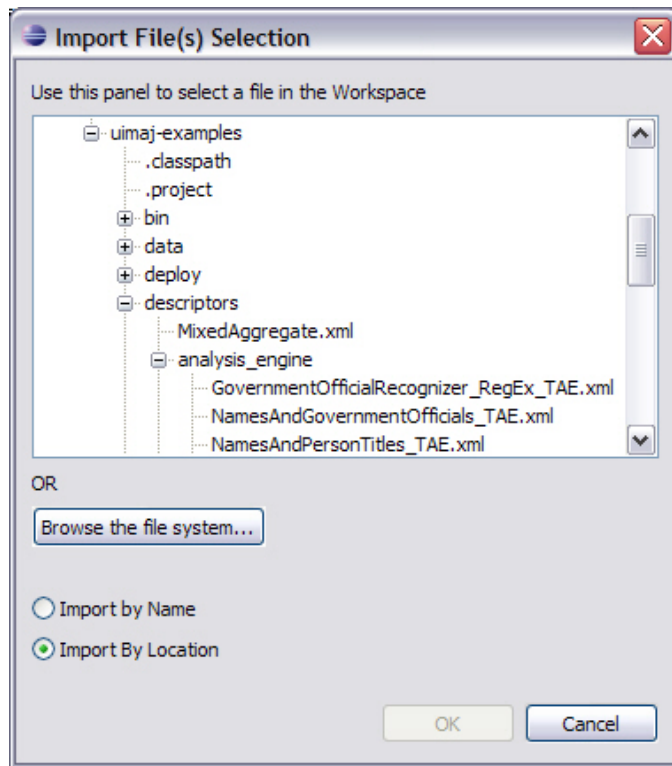 Import File(s) Selection
Use this panel to select a file in the Workspace
uimaj-examples
.classpath
.project
bin
data
deploy
descriptors
MixedAggregate.xml
analysis_engine
GovernmentOfficialRecognizer_RegEx_TAE.xml
NamesAndGovernmentOfficials_TAE.xml
NamesAndPersonTitles_TAE.xml
OR
Browse the file system...
Import by Name
Import By Location
OK Cancel